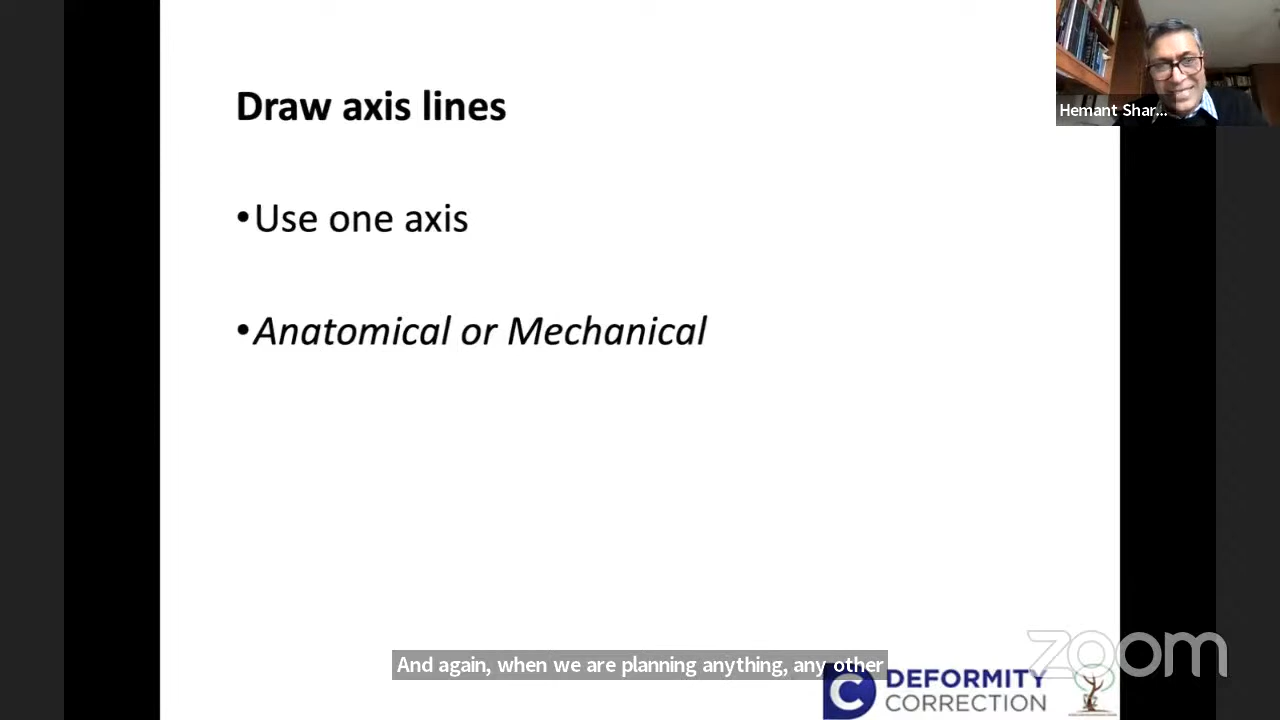 Draw axis lines
Hemant Shar...
•Use one axis
•Anatomical or Mechanical
And again, when we are planning anything, any other
zoom
C DEFORMITY
CORRECTION